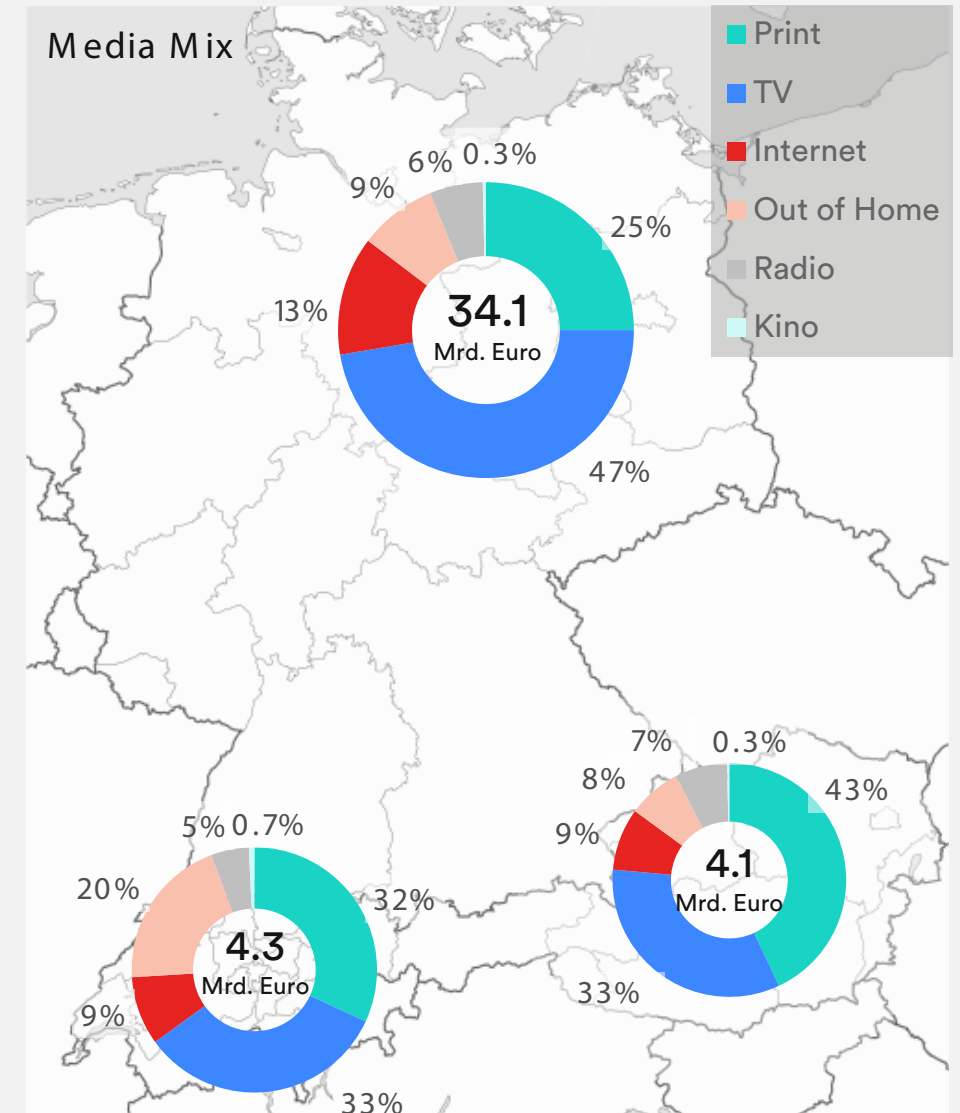 Media Mix
Print
TV
Internet
Out of Home
Radio
Kino
6% 0.3%
9%
25%
13%
34.1
Mrd. Euro
47%
7% 0.3%
8%
43%
9%
4.1
Mrd. Euro
33%
5% 0.7%
20%
32%
4.3
Mrd. Euro
9%
33%